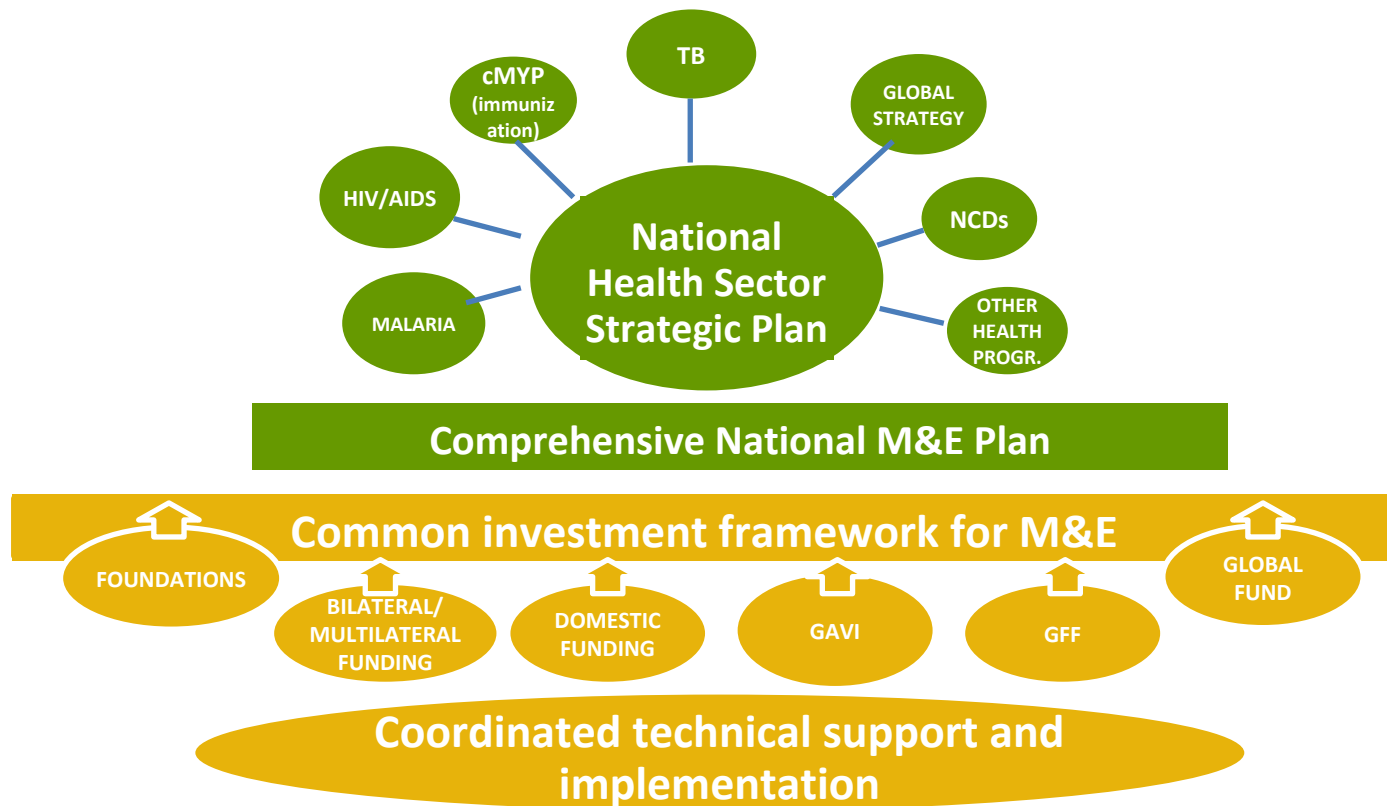 TB
cMYP
(immuniz
ation)
GLOBAL
STRATEGY
HIV/AIDS
NCDs
National
Health Sector
Strategic Plan
MALARIA
OTHER
HEALTH
PROGR.
Comprehensive National M&E Plan
Common investment framework for M&E
FOUNDATIONS
GLOBAL
FUND
BILATERAL/
MULTILATERAL
FUNDING
DOMESTIC
FUNDING
GAVI
GFF
Coordinated technical support and
implementation